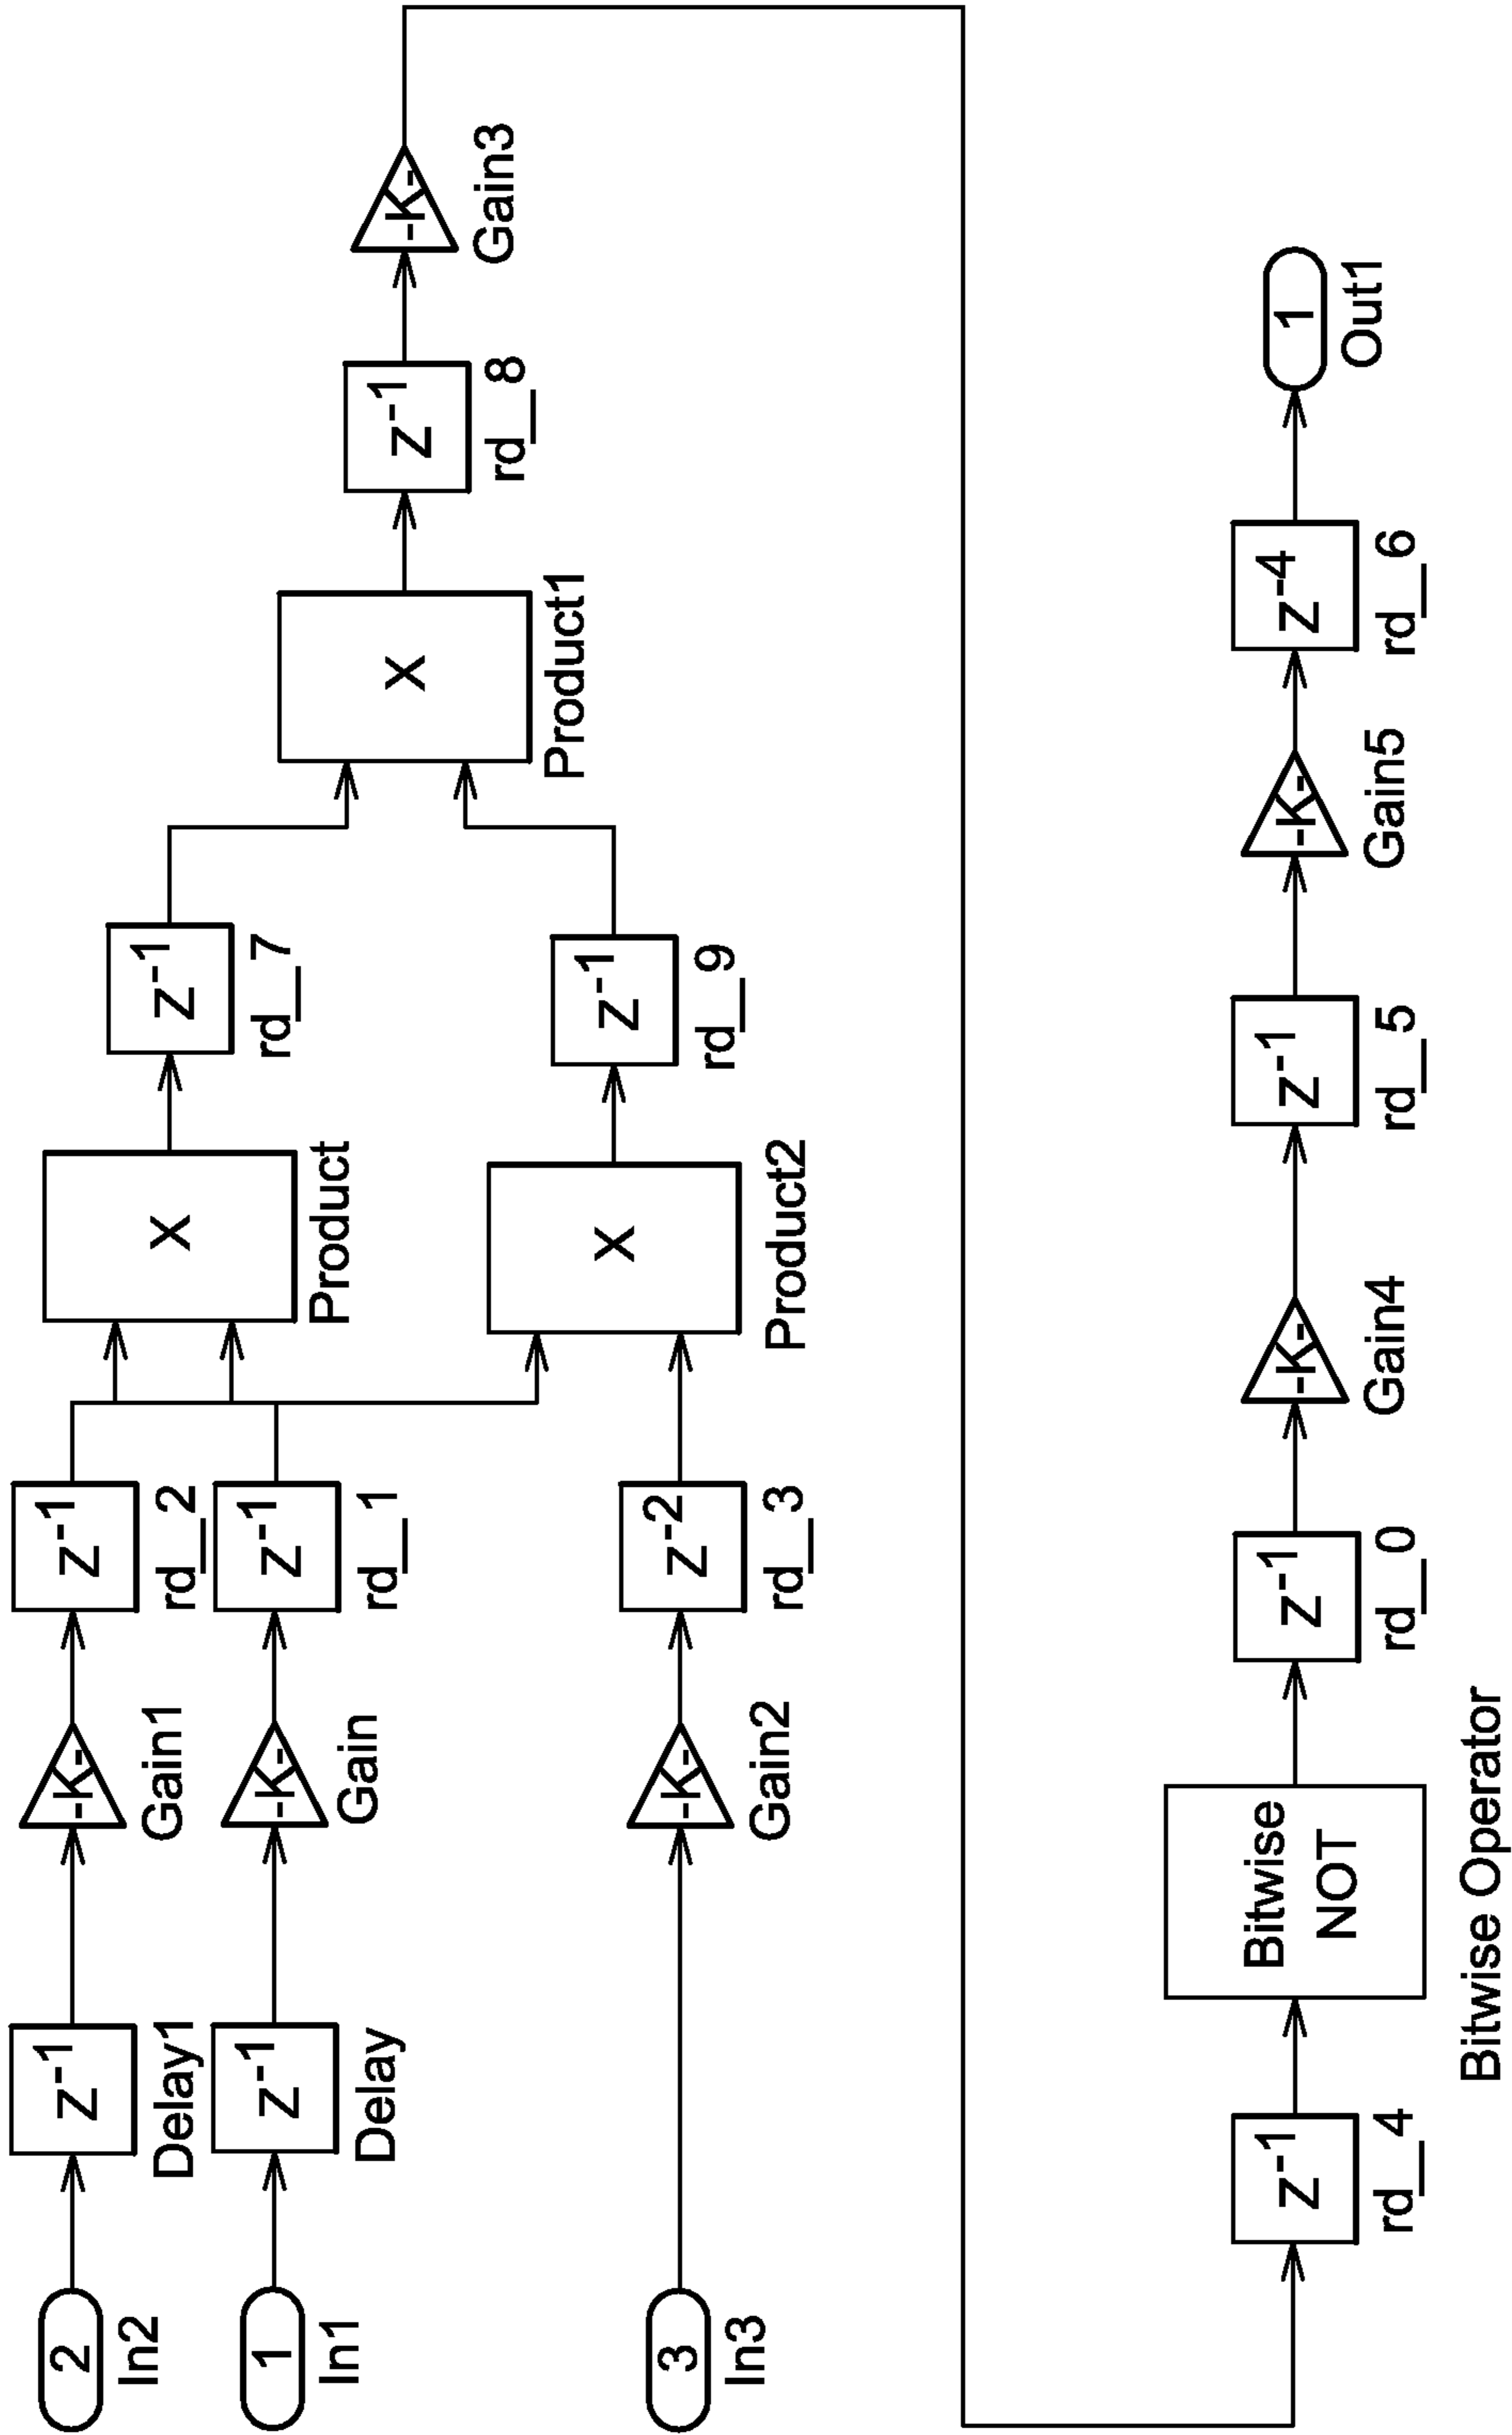 2
In2
z-1
Delay1
-K-
Gain1
z-1
rd_2
X
Product
z-1
rd_7
1
In1
z-1
Delay
-K-
Gain
z-1
rd_1
3
In3
-K-
Gain2
z-2
rd_3
X
Product2
z-1
rd_9
X
Product1
z-1
rd_8
-K-
Gain3
z-1
rd_4
Bitwise
NOT
Bitwise Operator
z-1
rd_0
-K-
Gain4
z-1
rd_5
-K-
Gain5
z-4
rd_6
1
Out1